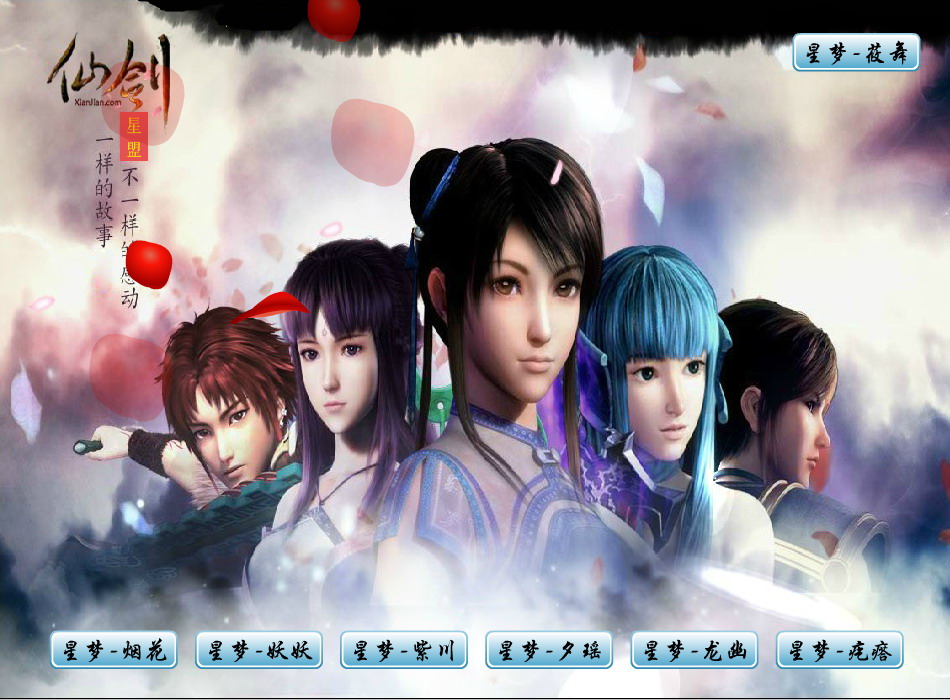 仙剑
XianJian.com
星盟
一样的故事
不一样的感动
星梦-莜舞
星梦-烟花
星梦-妖妖
星梦-紫川
星梦-夕瑶
星梦-龙幽
星梦-疙瘩